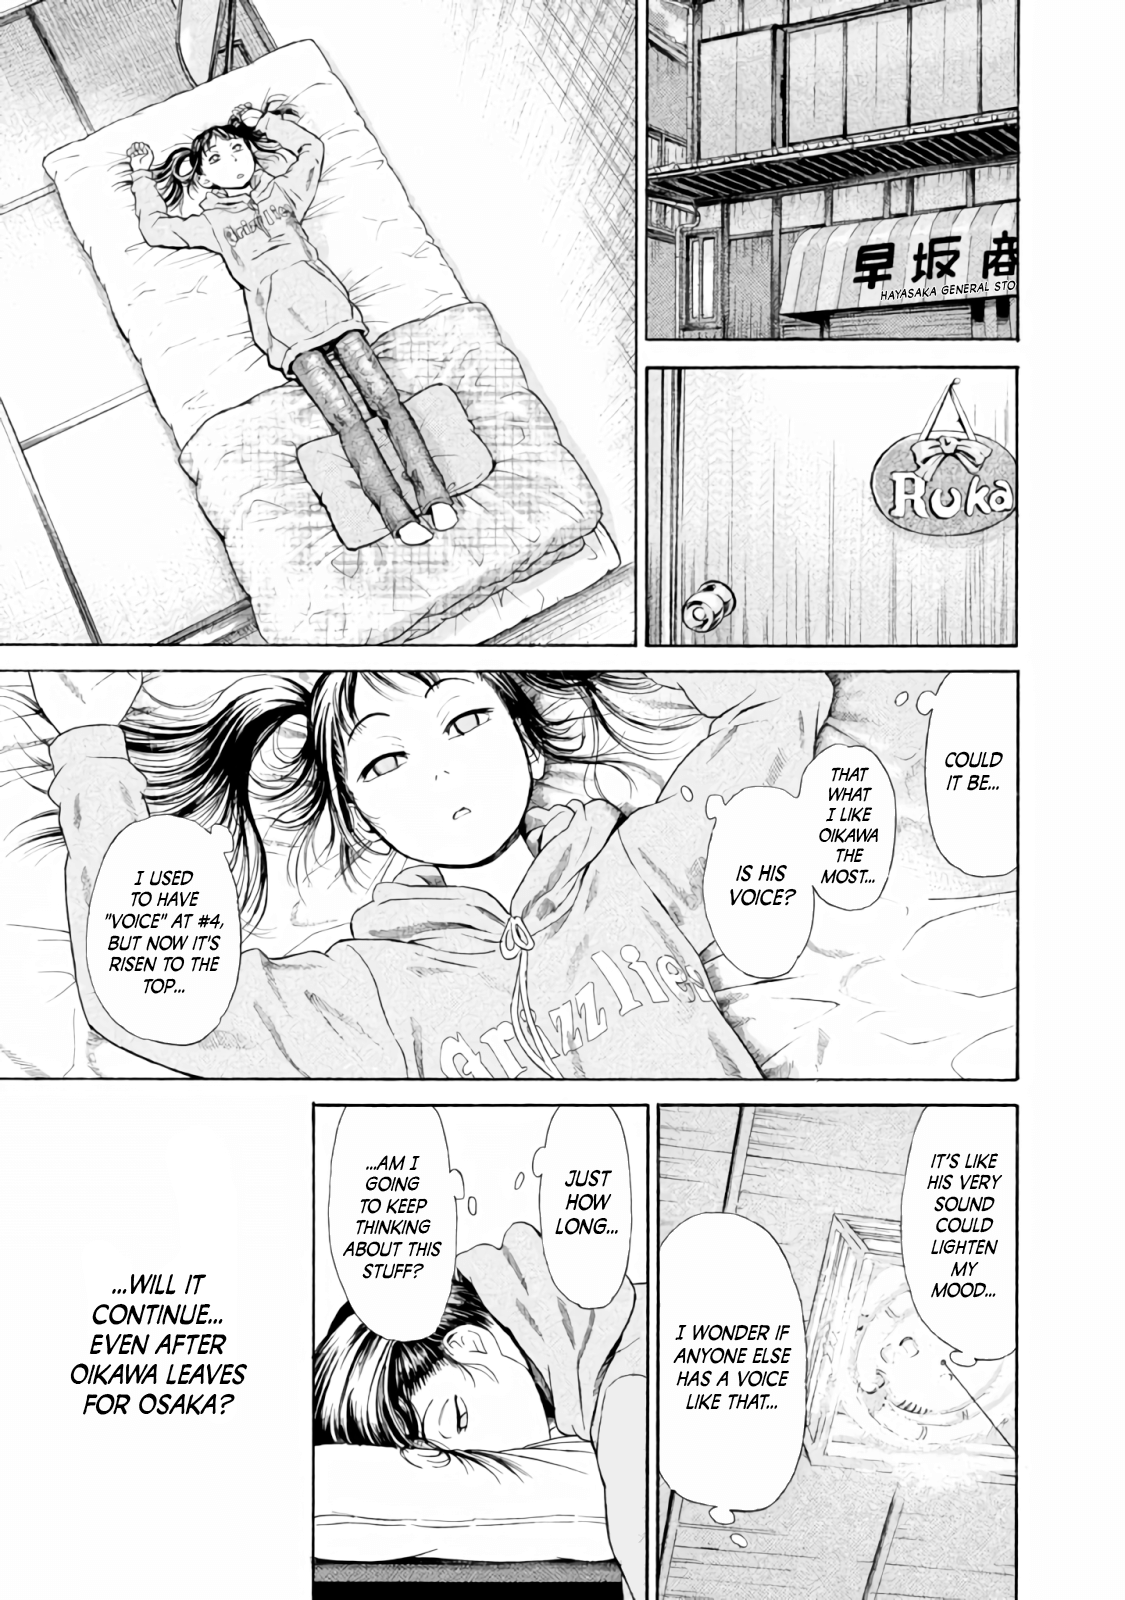 早坂商
HAYASAKA GENERAL STO
Ruka
Grizzlies
COULD
IT BE...
THAT
WHAT
I LIKE
OIKAWA
THE
MOST...
IS HIS
VOICE?
I USED
TO HAVE
"VOICE" AT #4,
BUT NOW IT'S
RISEN TO THE
TOP...
Grizzlies
IT'S LIKE
HIS VERY
SOUND
COULD
LIGHTEN
MY
MOOD...
I WONDER IF
ANYONE ELSE
HAS A VOICE
LIKE THAT...
JUST
HOW
LONG...
...AM I
GOING
TO KEEP
THINKING
ABOUT THIS
STUFF?
...WILL IT
CONTINUE...
EVEN AFTER
OIKAWA LEAVES
FOR OSAKA?